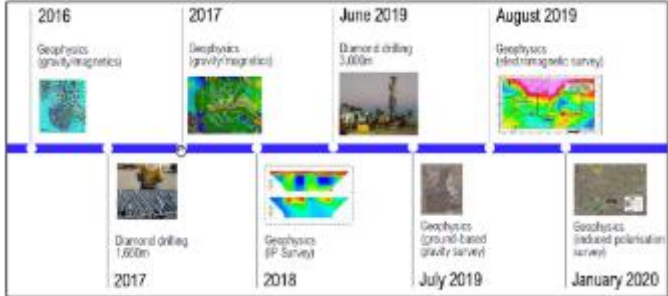 2016
2017
June 2019
August 2019
Geophysics
(gravity/magnetics)
Geophysics
(gravity/magnetics)
Diamond drilling
3,000m
Geophysics
(electromagnetic survey)
Diamond drilling
1,650m
2017
Geophysics
(IP Survey)
2018
Geophysics
(ground-based
gravity survey)
July 2019
Geophysics
(induced polarisation
survey)
January 2020